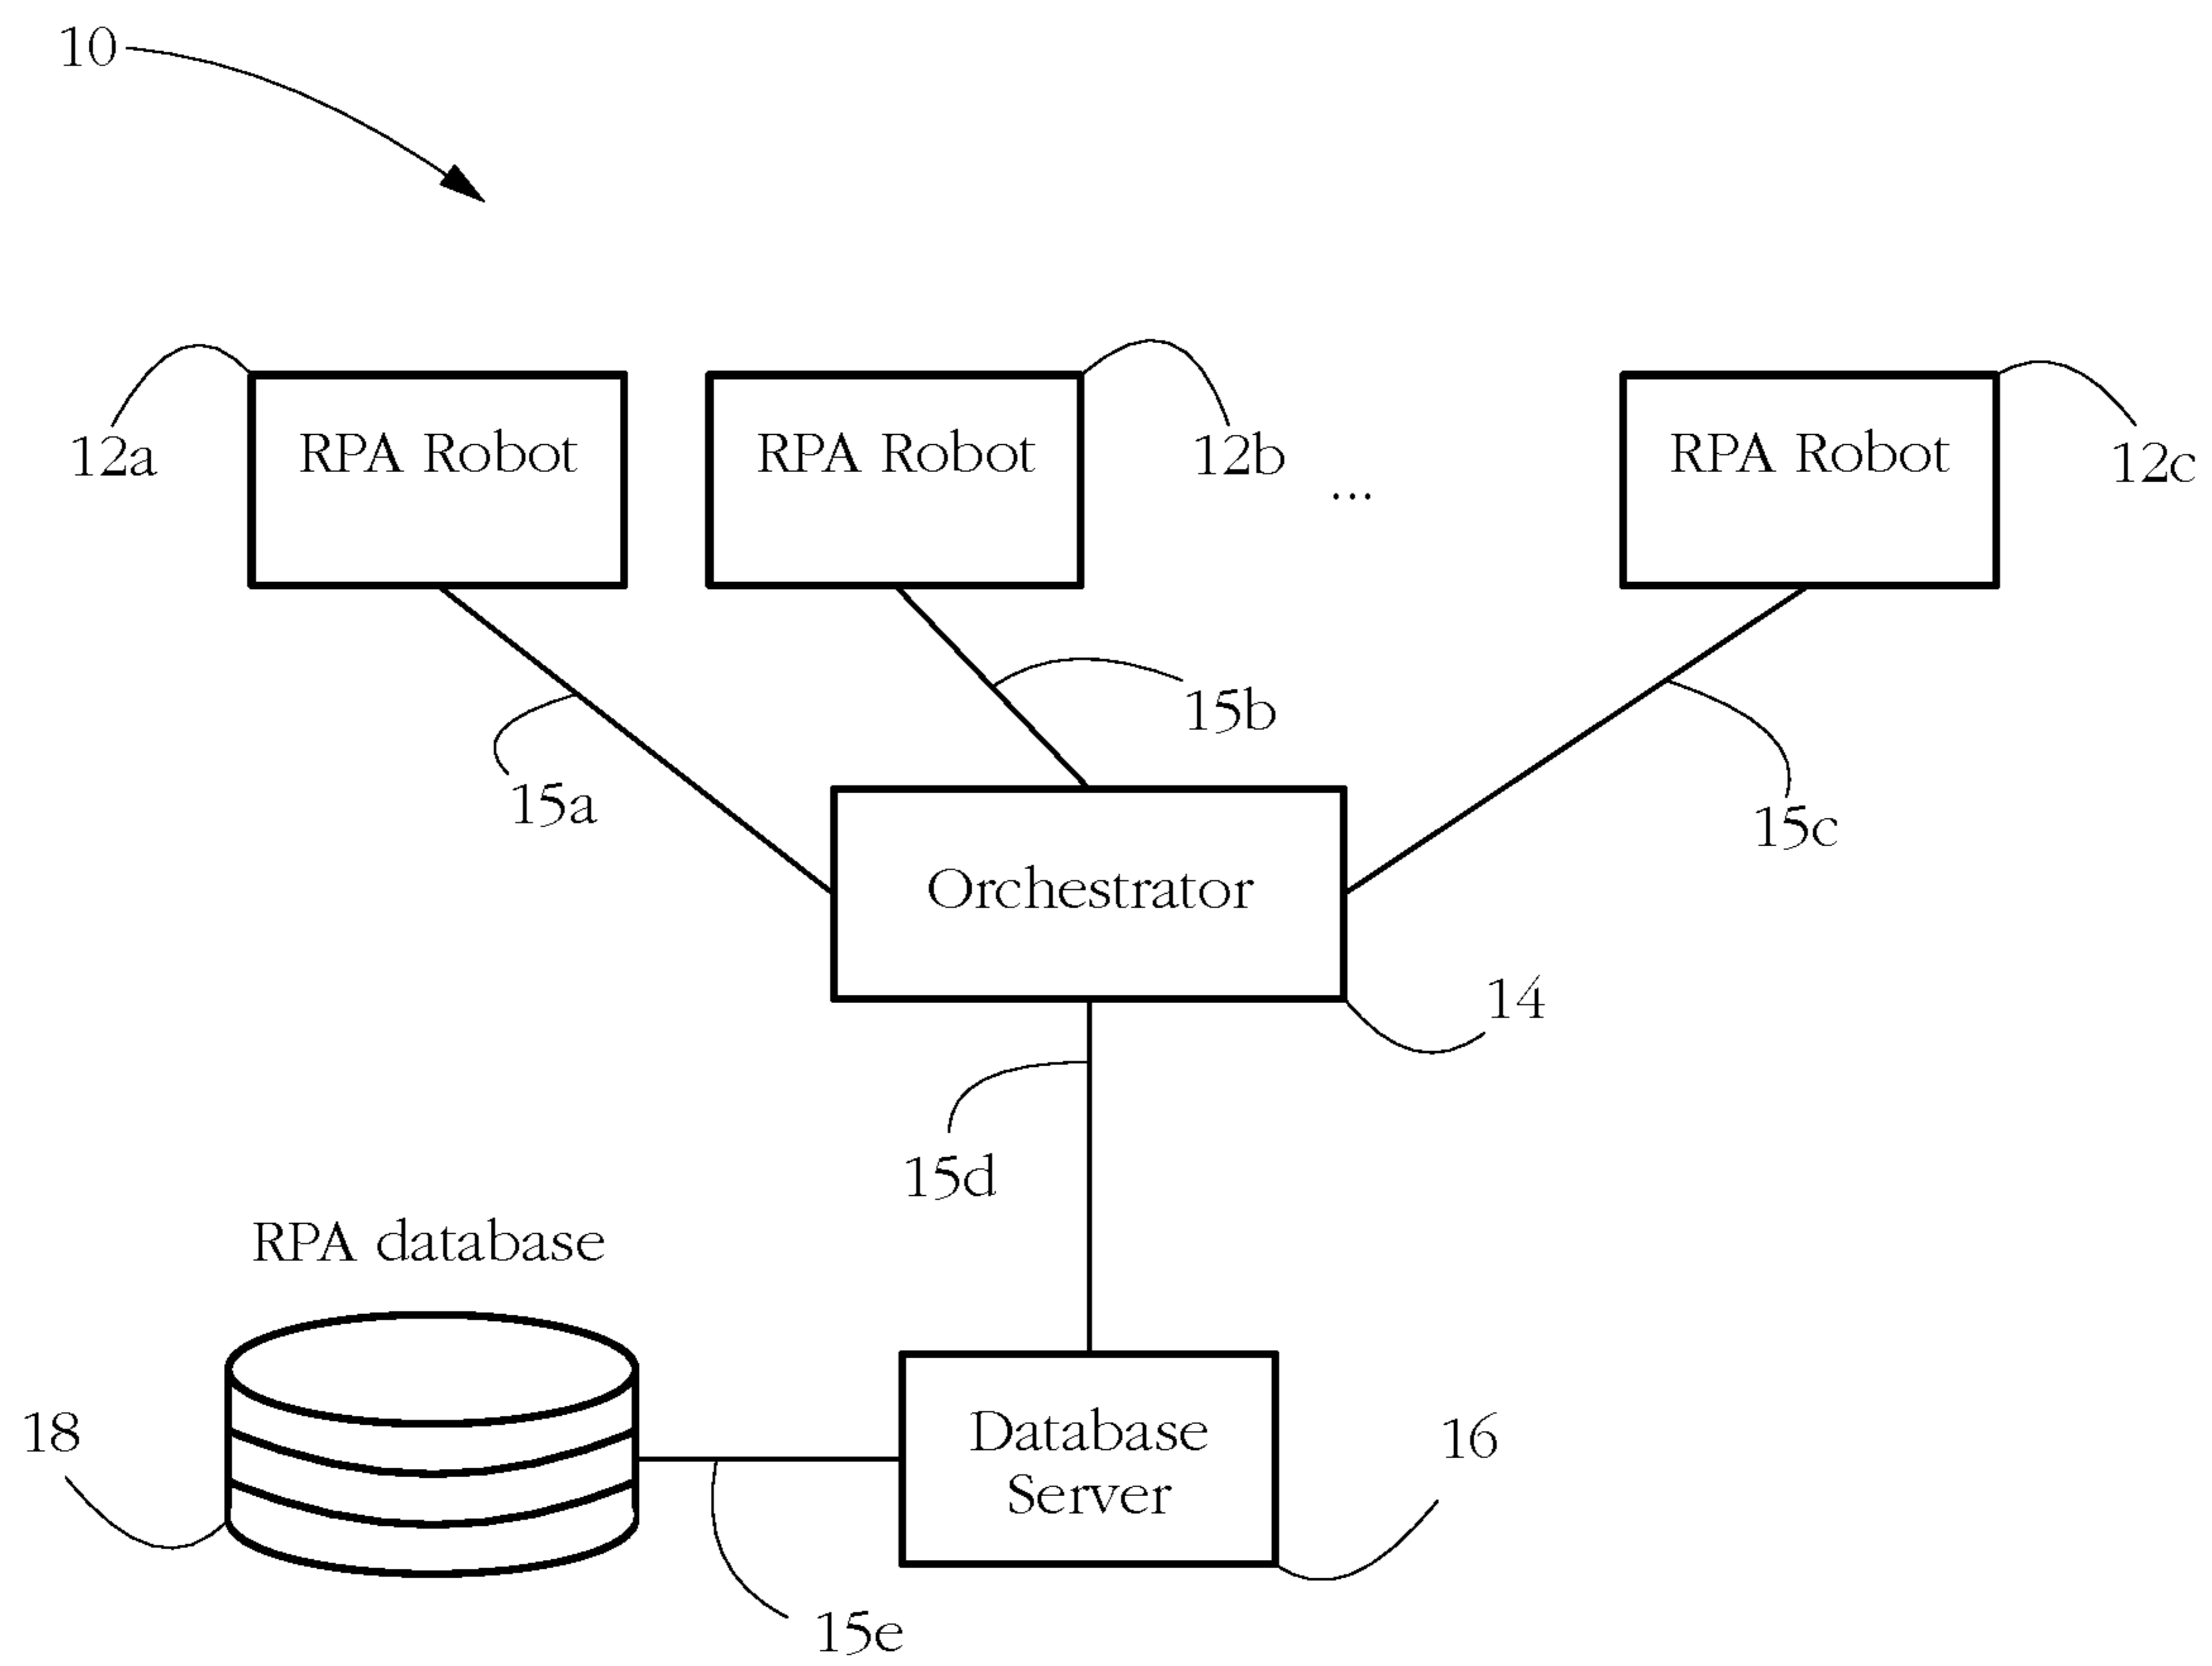 10
12a
RPA Robot
RPA Robot
12b
...
RPA Robot
12c
15a
15b
15c
Orchestrator
14
15d
RPA database
18
Database
Server
16
15e